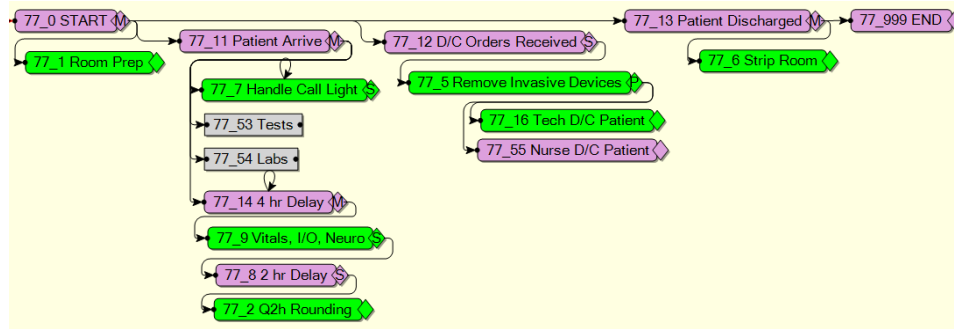 77_0 START M
77_13 Patient Discharged M
77_999 END
77_11 Patient Arrive M
77_12 D/C Orders Received S
77_1 Room Prep
77_6 Strip Room
77_7 Handle Call Light S
77_5 Remove Invasive Devices P
77_53 Tests
77_16 Tech D/C Patient
77_54 Labs
77_55 Nurse D/C Patient
77_14 4 hr Delay M
77_9 Vitals, I/O, Neuro S
77_8 2 hr Delay S
77_2 Q2h Rounding